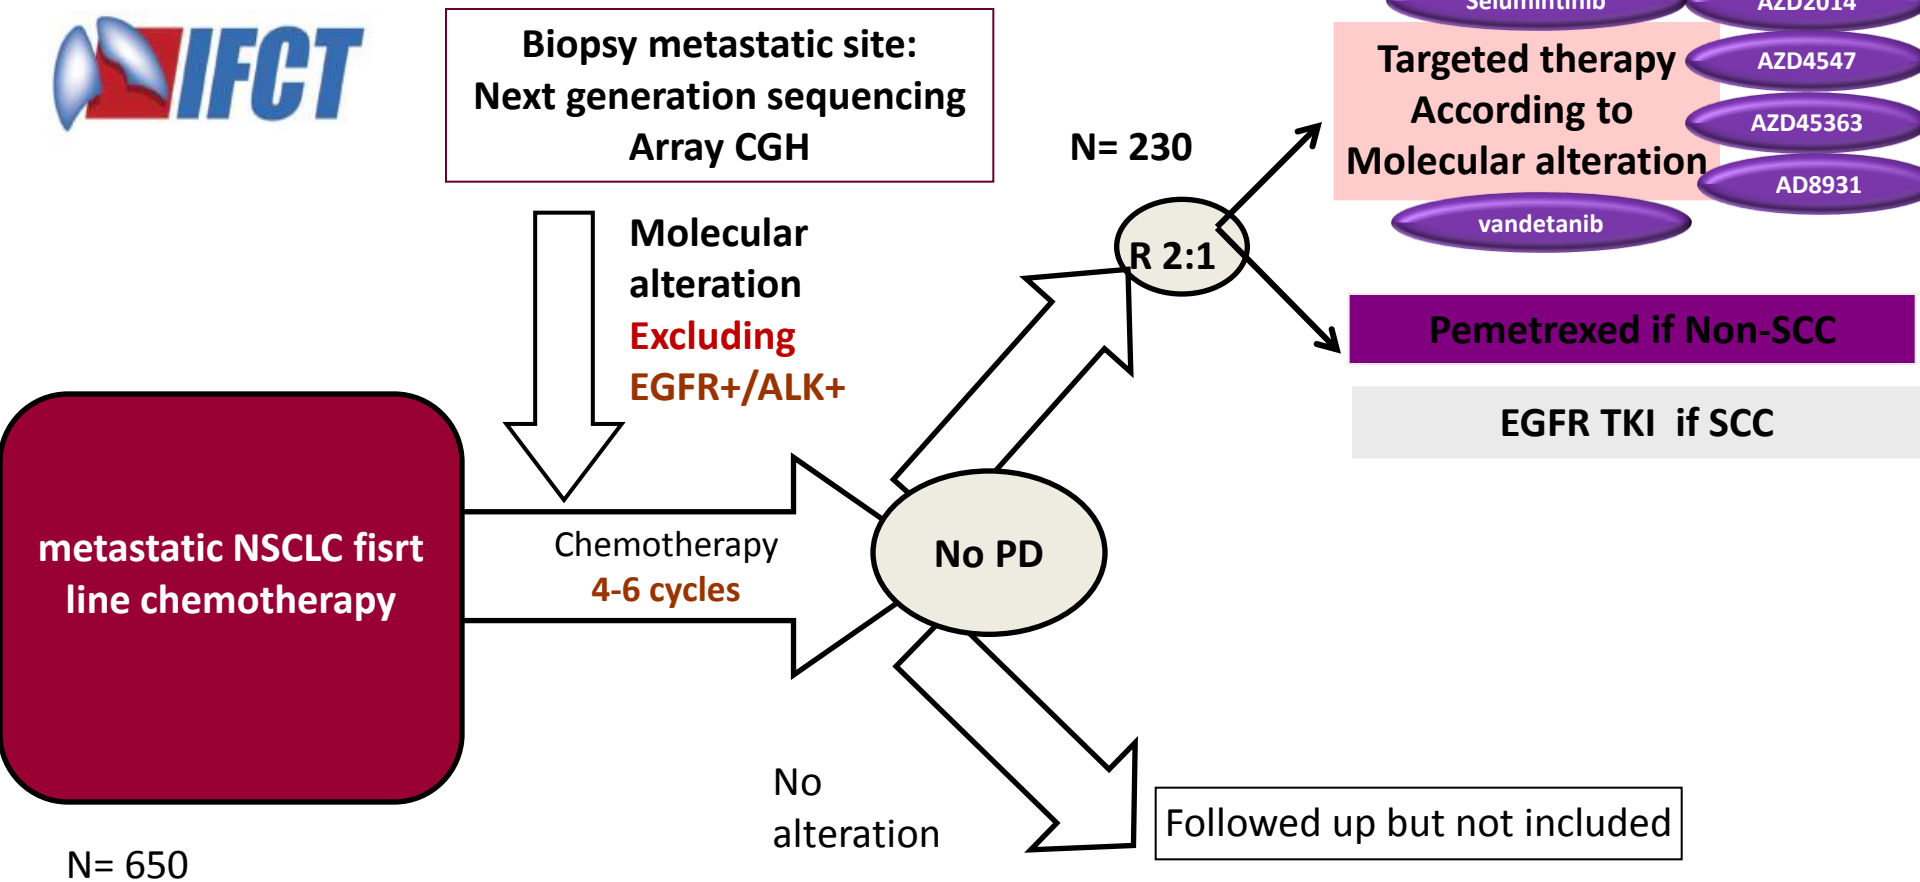 IFCT
Biopsy metastatic site:
Next generation sequencing
Array CGH
N= 230
Selumintinib
AZD2014
Targeted therapy
According to
Molecular alteration
AZD4547
AZD45363
AD8931
vandetanib
Molecular
alteration
Excluding
EGFR+/ALK+
R 2:1
Pemetrexed if Non-SCC
EGFR TKI if SCC
metastatic NSCLC fisrt
line chemotherapy
Chemotherapy
4-6 cycles
No PD
No
alteration
Followed up but not included
N= 650